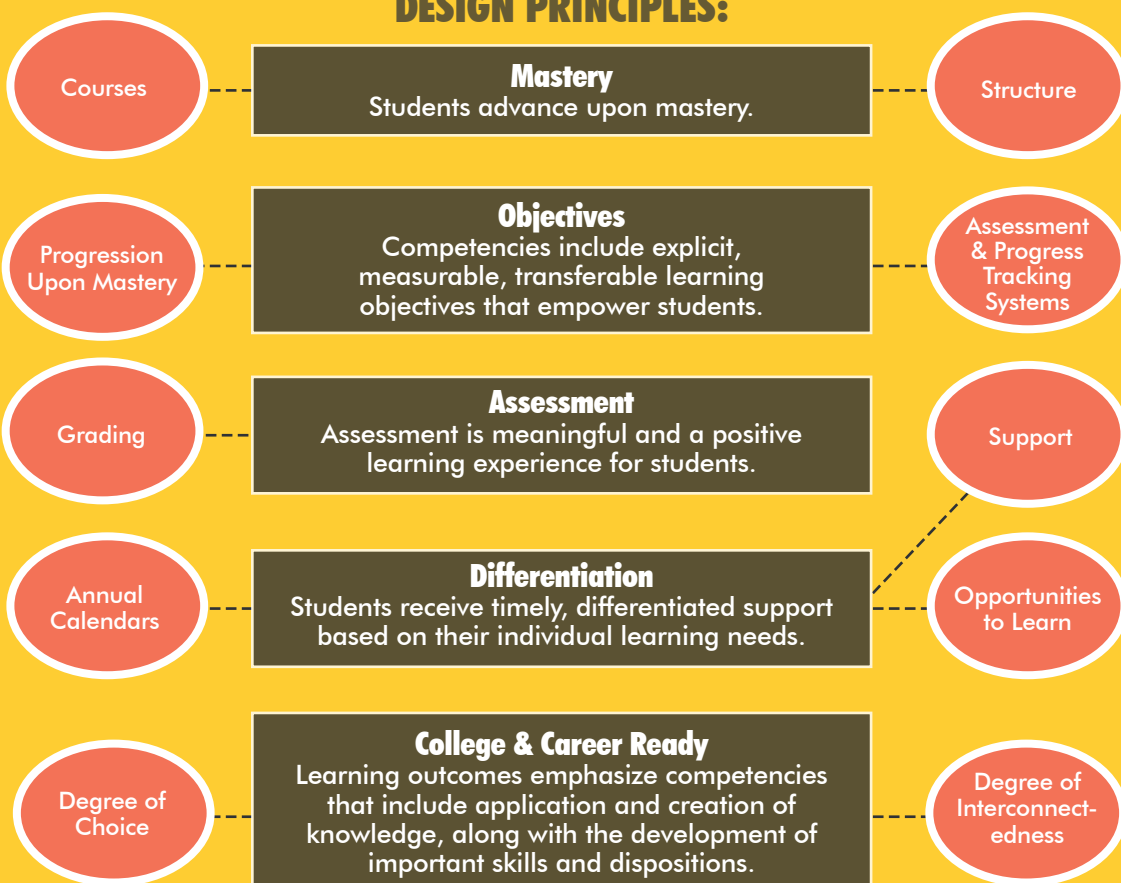 DESIGN PRINCIPLES:
Courses
Mastery
Students advance upon mastery.
Structure
Progression
Upon Mastery
Objectives
Competencies include explicit,
measurable, transferable learning
objectives that empower students.
Assessment
& Progress
Tracking
Systems
Grading
Assessment
Assessment is meaningful and a positive
learning experience for students.
Support
Annual
Calendars
Differentiation
Students receive timely, differentiated support
based on their individual learning needs.
Opportunities
to Learn
Degree of
Choice
College & Career Ready
Learning outcomes emphasize competencies
that include application and creation of
knowledge, along with the development of
important skills and dispositions.
Degree of
Interconnect-
edness